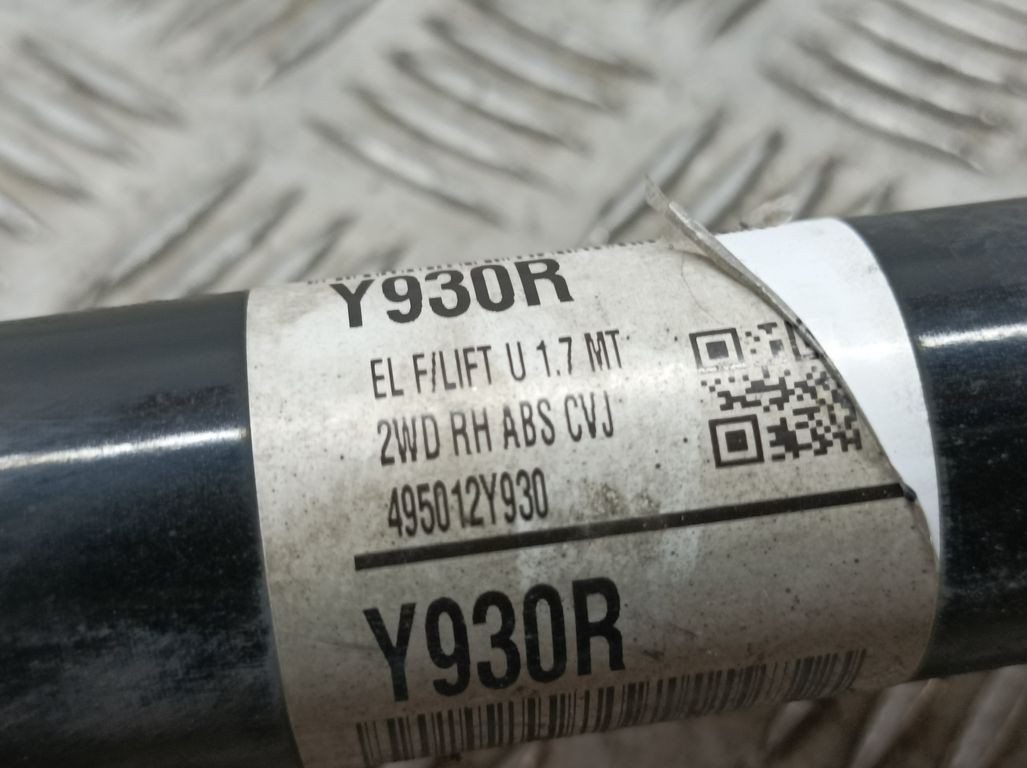 Y930R
EL F/LIFT U 1.7 MT
2WD RH ABS CVJ
495012Y930
Y930R